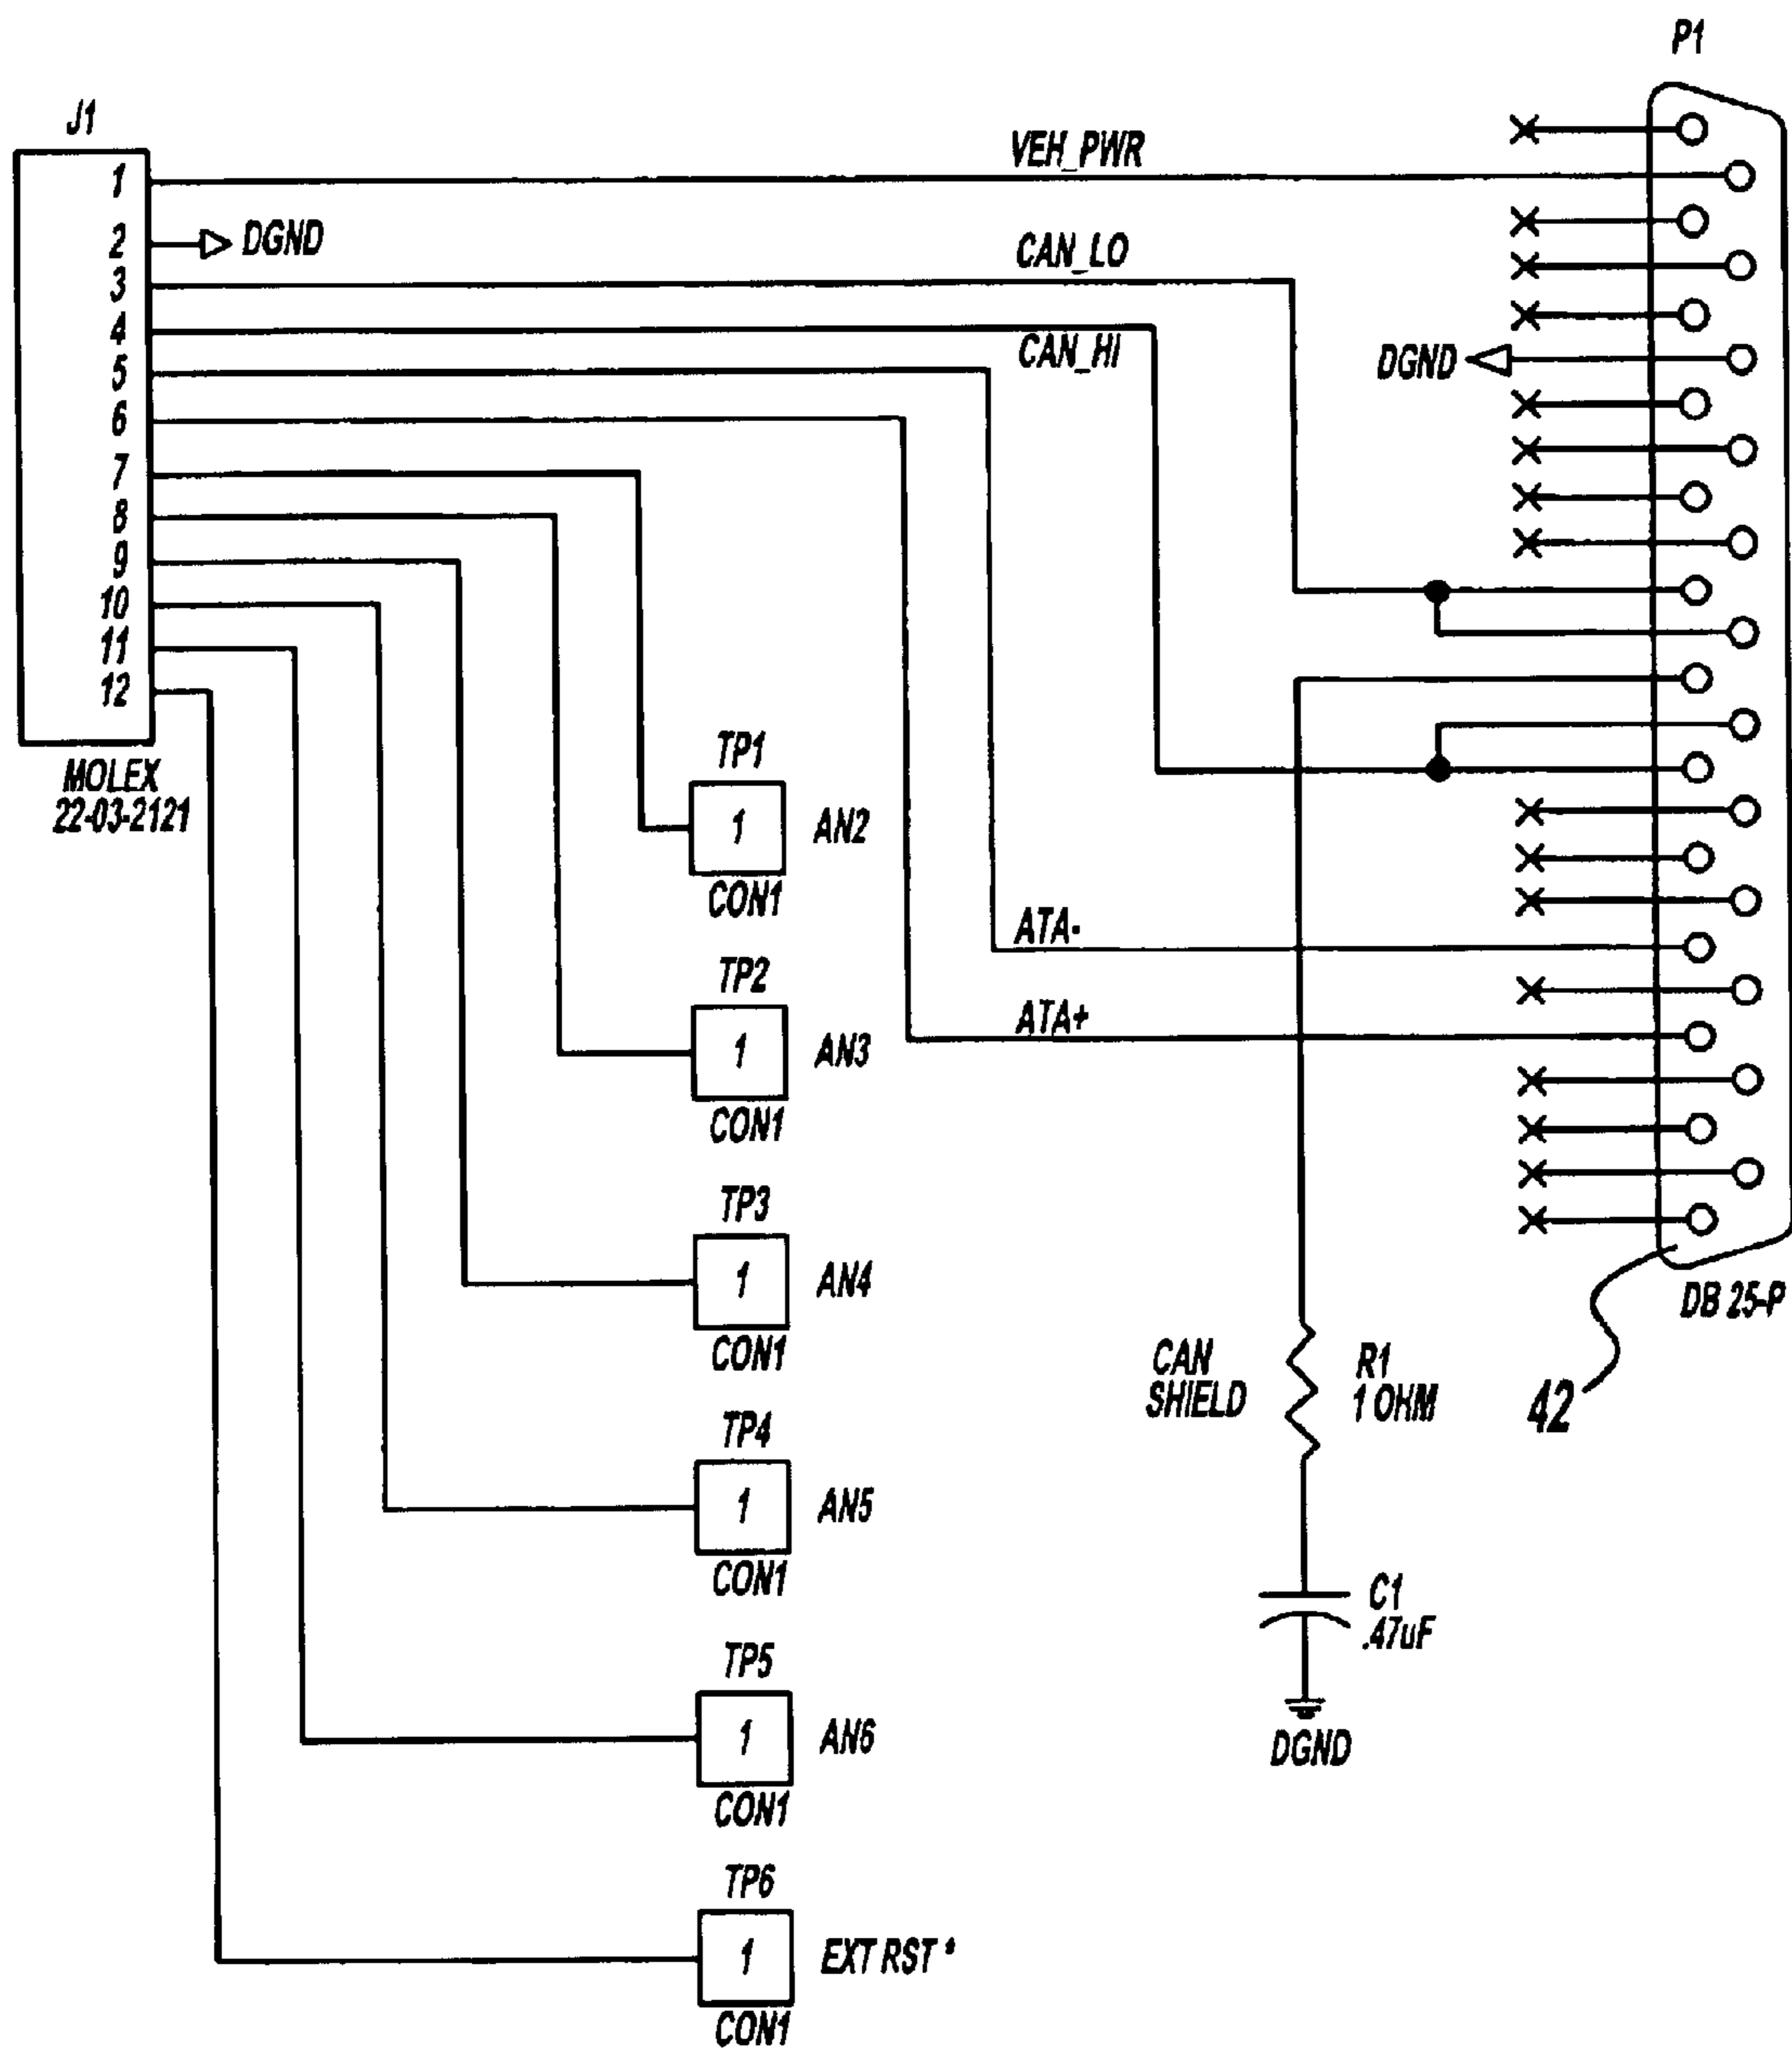 P1
J1
1
2
3
4
5
6
7
8
9
10
11
12
MOLEX
22-03-2121
DGND
VEH_PWR
CAN_LO
CAN_HI
DGND
TP1
1
AN2
CON1
TP2
1
AN3
CON1
TP3
1
AN4
CON1
TP4
1
AN5
CON1
TP5
1
AN6
CON1
TP6
1
EXT RST *
CON1
ATA-
ATA+
CAN
SHIELD
R1
1 OHM
C1
.47uF
DGND
DB 25-P
42